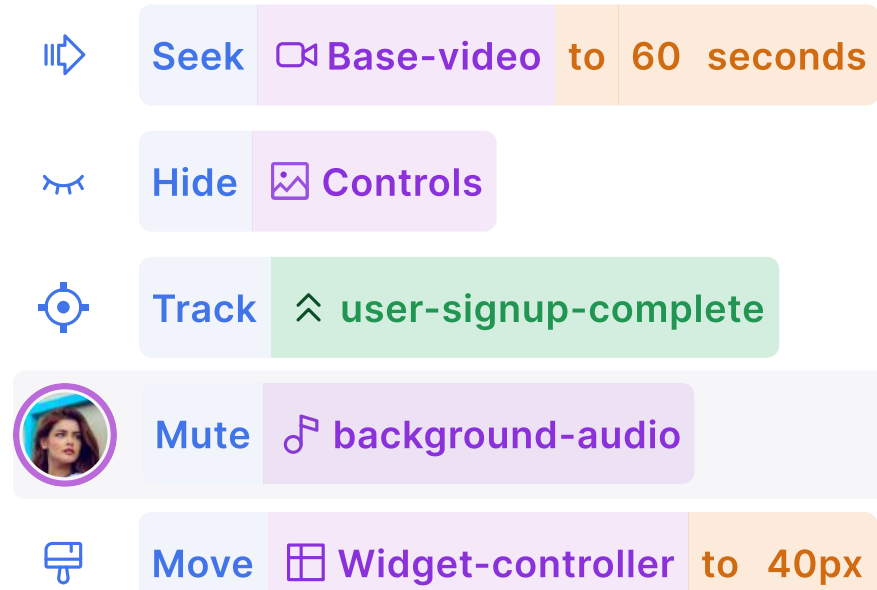 Seek Base-video to 60 seconds
Hide Controls
Track user-signup-complete
Mute background-audio
Move Widget-controller to 40px